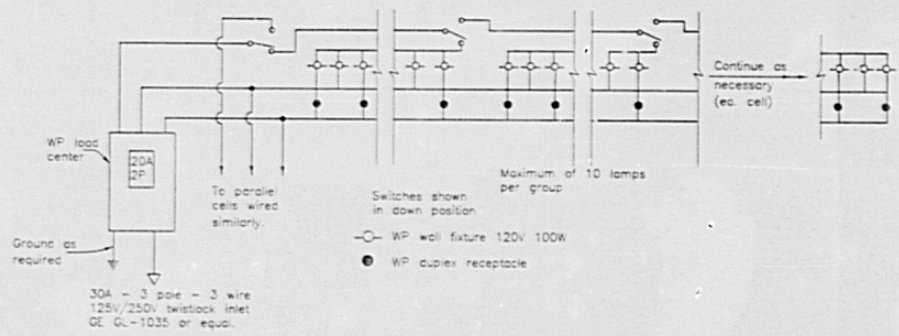 Continue as
necessary
(ea. cell)
WP load
center
20A
2P
To parallel
cells wired
similarly.
Maximum of 10 lamps
per group
Switches shown
in down position
WP wall fixture 120V 100W
WP duplex receptacle
Ground as
required
30A - 3 pole - 3 wire
125V/250V twistlock inlet
GE GL-1035 or equal.